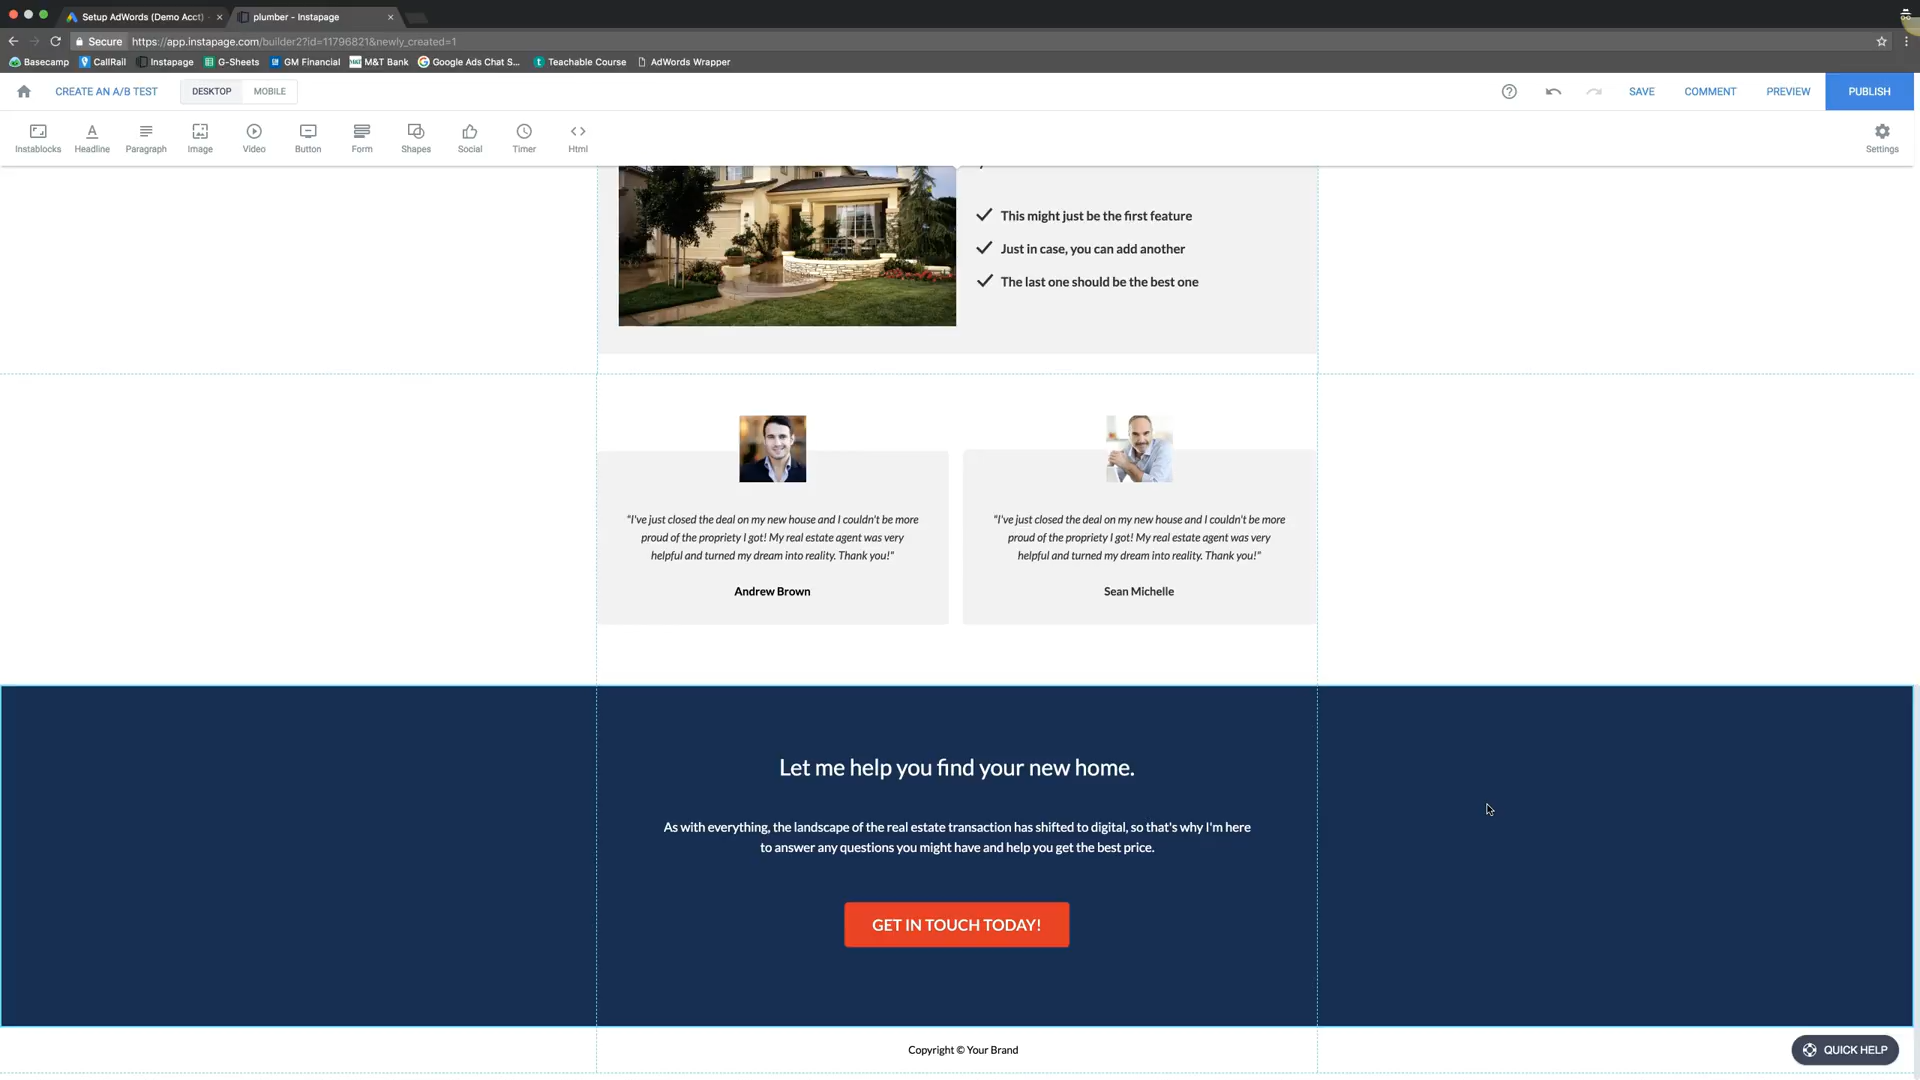 Setup AdWords (Demo Acct)
plumber - Instapage
Secure https://app.instapage.com/builder2?id=11796821&newly_created=1
Basecamp CallRail Instapage G-Sheets GM Financial M&T Bank Google Ads Chat S... Teachable Course AdWords Wrapper
CREATE AN A/B TEST DESKTOP MOBILE SAVE COMMENT PREVIEW PUBLISH
Instablocks Headline Paragraph Image Video Button Form Shapes Social Timer Html Settings
This might just be the first feature
Just in case, you can add another
The last one should be the best one
"I've just closed the deal on my new house and I couldn't be more
proud of the propriety I got! My real estate agent was very
helpful and turned my dream into reality. Thank you!"
Andrew Brown
"I've just closed the deal on my new house and I couldn't be more
proud of the propriety I got! My real estate agent was very
helpful and turned my dream into reality. Thank you!"
Sean Michelle
Let me help you find your new home.
As with everything, the landscape of the real estate transaction has shifted to digital, so that's why I'm here
to answer any questions you might have and help you get the best price.
GET IN TOUCH TODAY!
Copyright © Your Brand
QUICK HELP